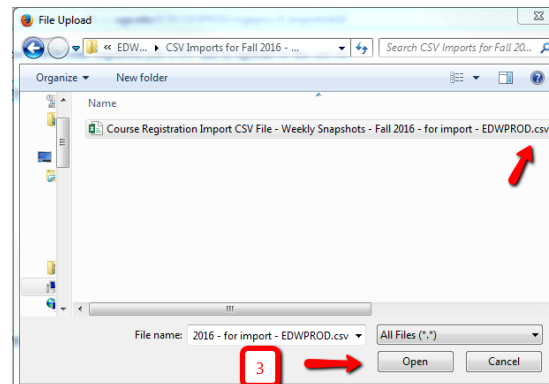 File Upload
« EDW... ▸ CSV Imports for Fall 2016 - ...
Search CSV Imports for Fall 20...
Organize
New folder
Name
Course Registration Import CSV File - Weekly Snapshots - Fall 2016 - for import - EDWPROD.csv
File name:
2016 - for import - EDWPROD.csv
All Files (*.*)
3
Open
Cancel